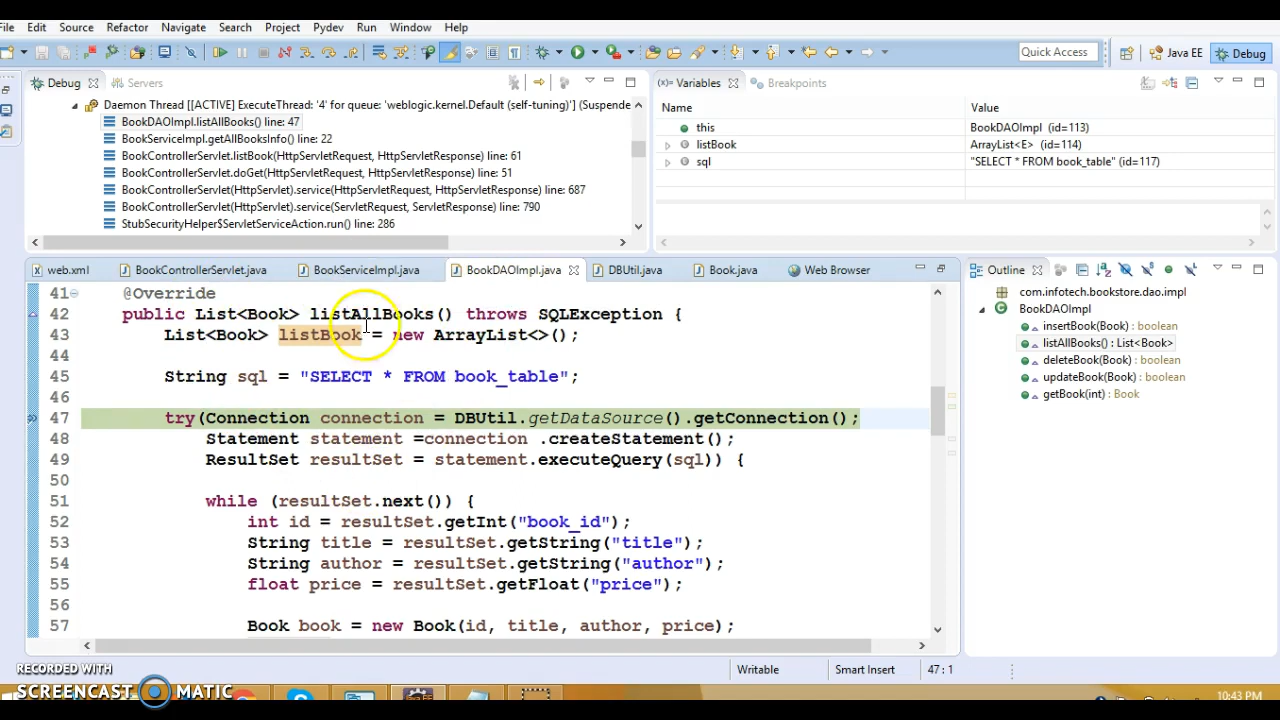 File Edit Source Refactor Navigate Search Project Pydev Run Window Help
Quick Access Java EE Debug
Debug Servers
Daemon Thread [[ACTIVE] ExecuteThread: '4' for queue: 'weblogic.kernel.Default (self-tuning)'] (Suspende
BookDAOImpl.listAllBooks() line: 47
BookServiceImpl.getAllBooksInfo() line: 22
BookControllerServlet.listBook(HttpServletRequest, HttpServletResponse) line: 61
BookControllerServlet.doGet(HttpServletRequest, HttpServletResponse) line: 51
BookControllerServlet(HttpServlet).service(HttpServletRequest, HttpServletResponse) line: 687
BookControllerServlet(HttpServlet).service(ServletRequest, ServletResponse) line: 790
StubSecurityHelper$ServletServiceAction.run() line: 286
(x)= Variables Breakpoints
Name Value
this BookDAOImpl (id=113)
listBook ArrayList<E> (id=114)
sql "SELECT * FROM book_table" (id=117)
web.xml BookControllerServlet.java BookServiceImpl.java BookDAOImpl.java DBUtil.java Book.java Web Browser
41 @Override
42 public List<Book> listAllBooks() throws SQLException {
43 List<Book> listBook = new ArrayList<>();
44
45 String sql = "SELECT * FROM book_table";
46
47 try(Connection connection = DBUtil.getDataSource().getConnection();
48 Statement statement =connection .createStatement();
49 ResultSet resultSet = statement.executeQuery(sql)) {
50
51 while (resultSet.next()) {
52 int id = resultSet.getInt("book_id");
53 String title = resultSet.getString("title");
54 String author = resultSet.getString("author");
55 float price = resultSet.getFloat("price");
56
57 Book book = new Book(id, title, author, price);
Outline
com.infotech.bookstore.dao.impl
BookDAOImpl
insertBook(Book) : boolean
listAllBooks() : List<Book>
deleteBook(Book) : boolean
updateBook(Book) : boolean
getBook(int) : Book
Writable Smart Insert 47 : 1
RECORDED WITH
SCREENCAST MATIC
10:43 PM